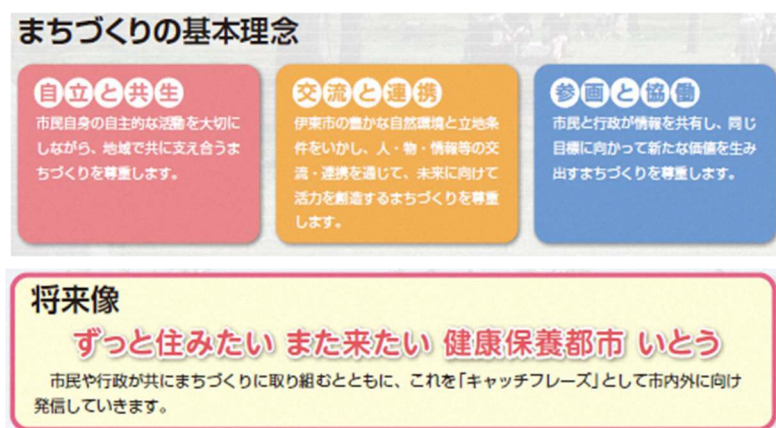 まちづくりの基本理念
自立と共生
市民自身の自主的な活動を大切に
しながら、地域で共に支え合うま
ちづくりを尊重します。
交流と連携
伊東市の豊かな自然環境と立地条
件をいかし、人・物・情報等の交
流・連携を通じて、未来に向けて
活力を創造するまちづくりを尊重
します。
参画と協働
市民と行政が情報を共有し、同じ
目標に向かって新たな価値を生み
出すまちづくりを尊重します。
将来像
ずっと住みたい また来たい 健康保養都市 いとう
市民や行政が共にまちづくりに取り組むとともに、これを「キャッチフレーズ」として市内外に向け
発信していきます。